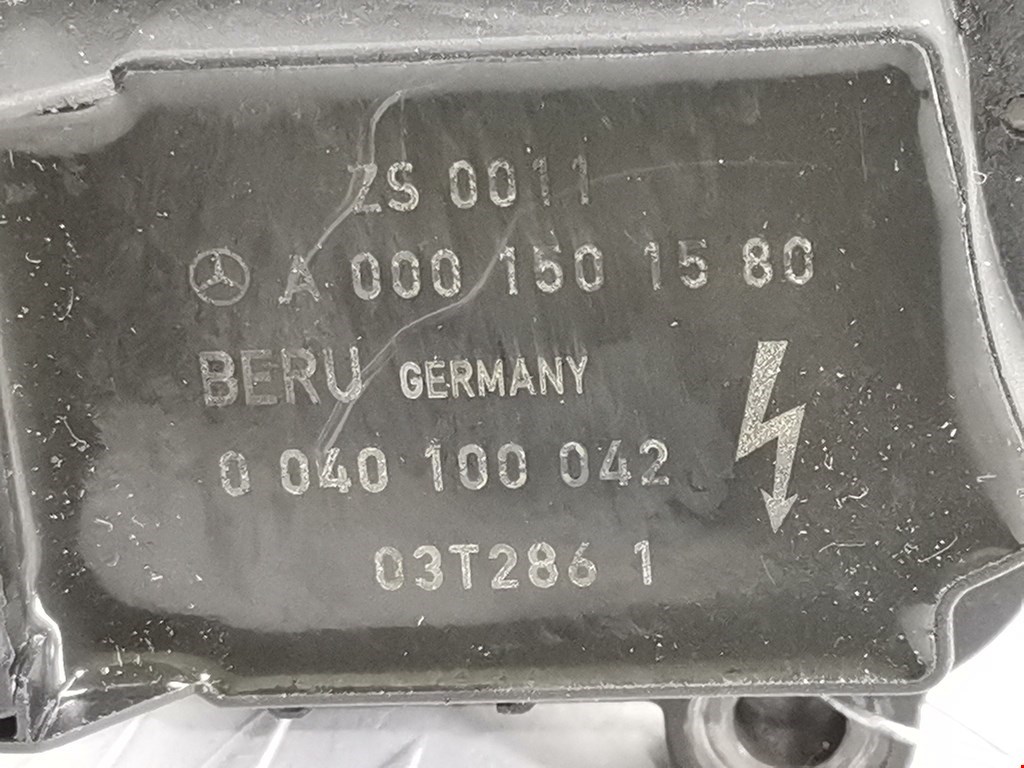 ZS 0011
A 000 150 15 80
BERU GERMANY
0 040 100 042
03T286 1